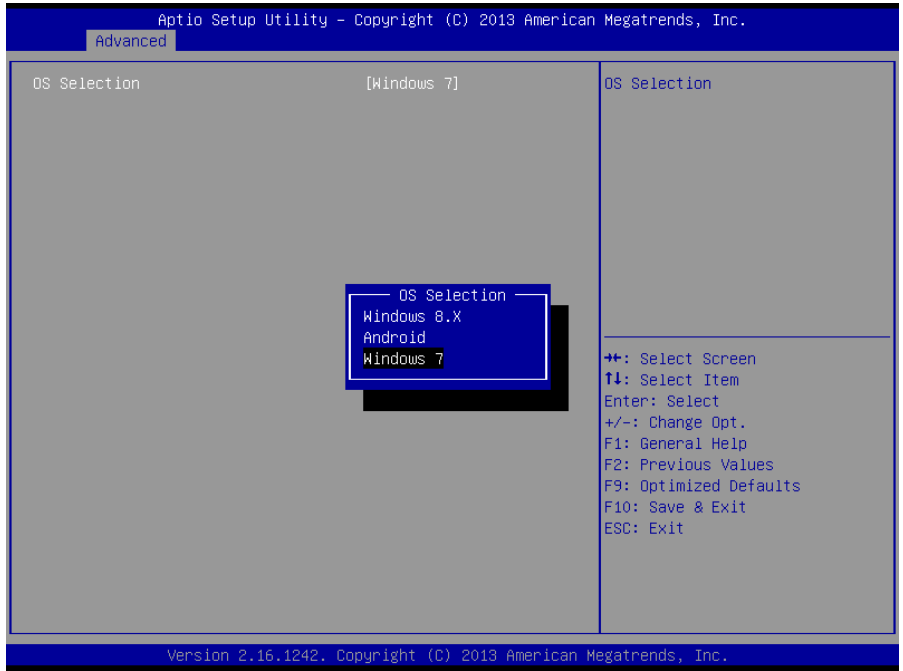 Aptio Setup Utility – Copyright (C) 2013 American Megatrends, Inc.
Advanced
OS Selection [Windows 7]
OS Selection
OS Selection
Windows 8.X
Android
Windows 7
→←: Select Screen
↑↓: Select Item
Enter: Select
+/-: Change Opt.
F1: General Help
F2: Previous Values
F9: Optimized Defaults
F10: Save & Exit
ESC: Exit
Version 2.16.1242. Copyright (C) 2013 American Megatrends, Inc.